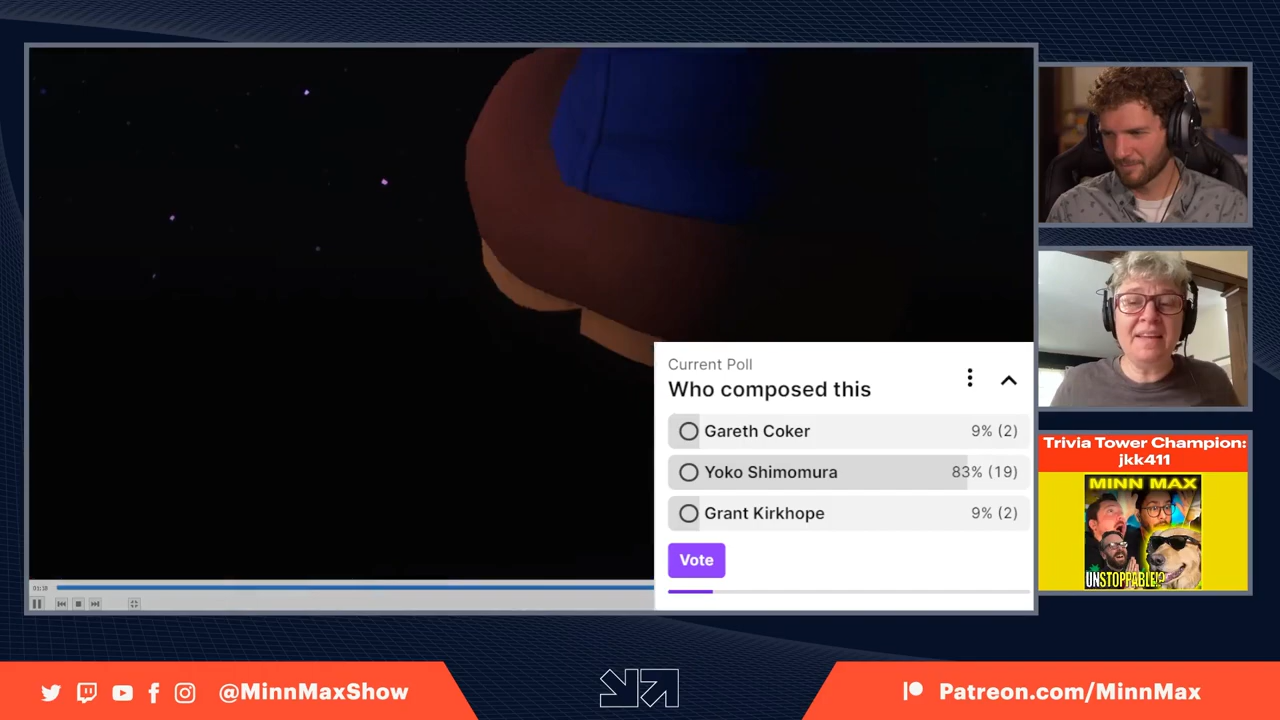 Current Poll
Who composed this
Gareth Coker 9% (2)
Yoko Shimomura 83% (19)
Grant Kirkhope 9% (2)
Vote
Trivia Tower Champion:
jkk411
MINN MAX
UNSTOPPABLE!?
@MinnMaxShow
Patreon.com/MinnMax